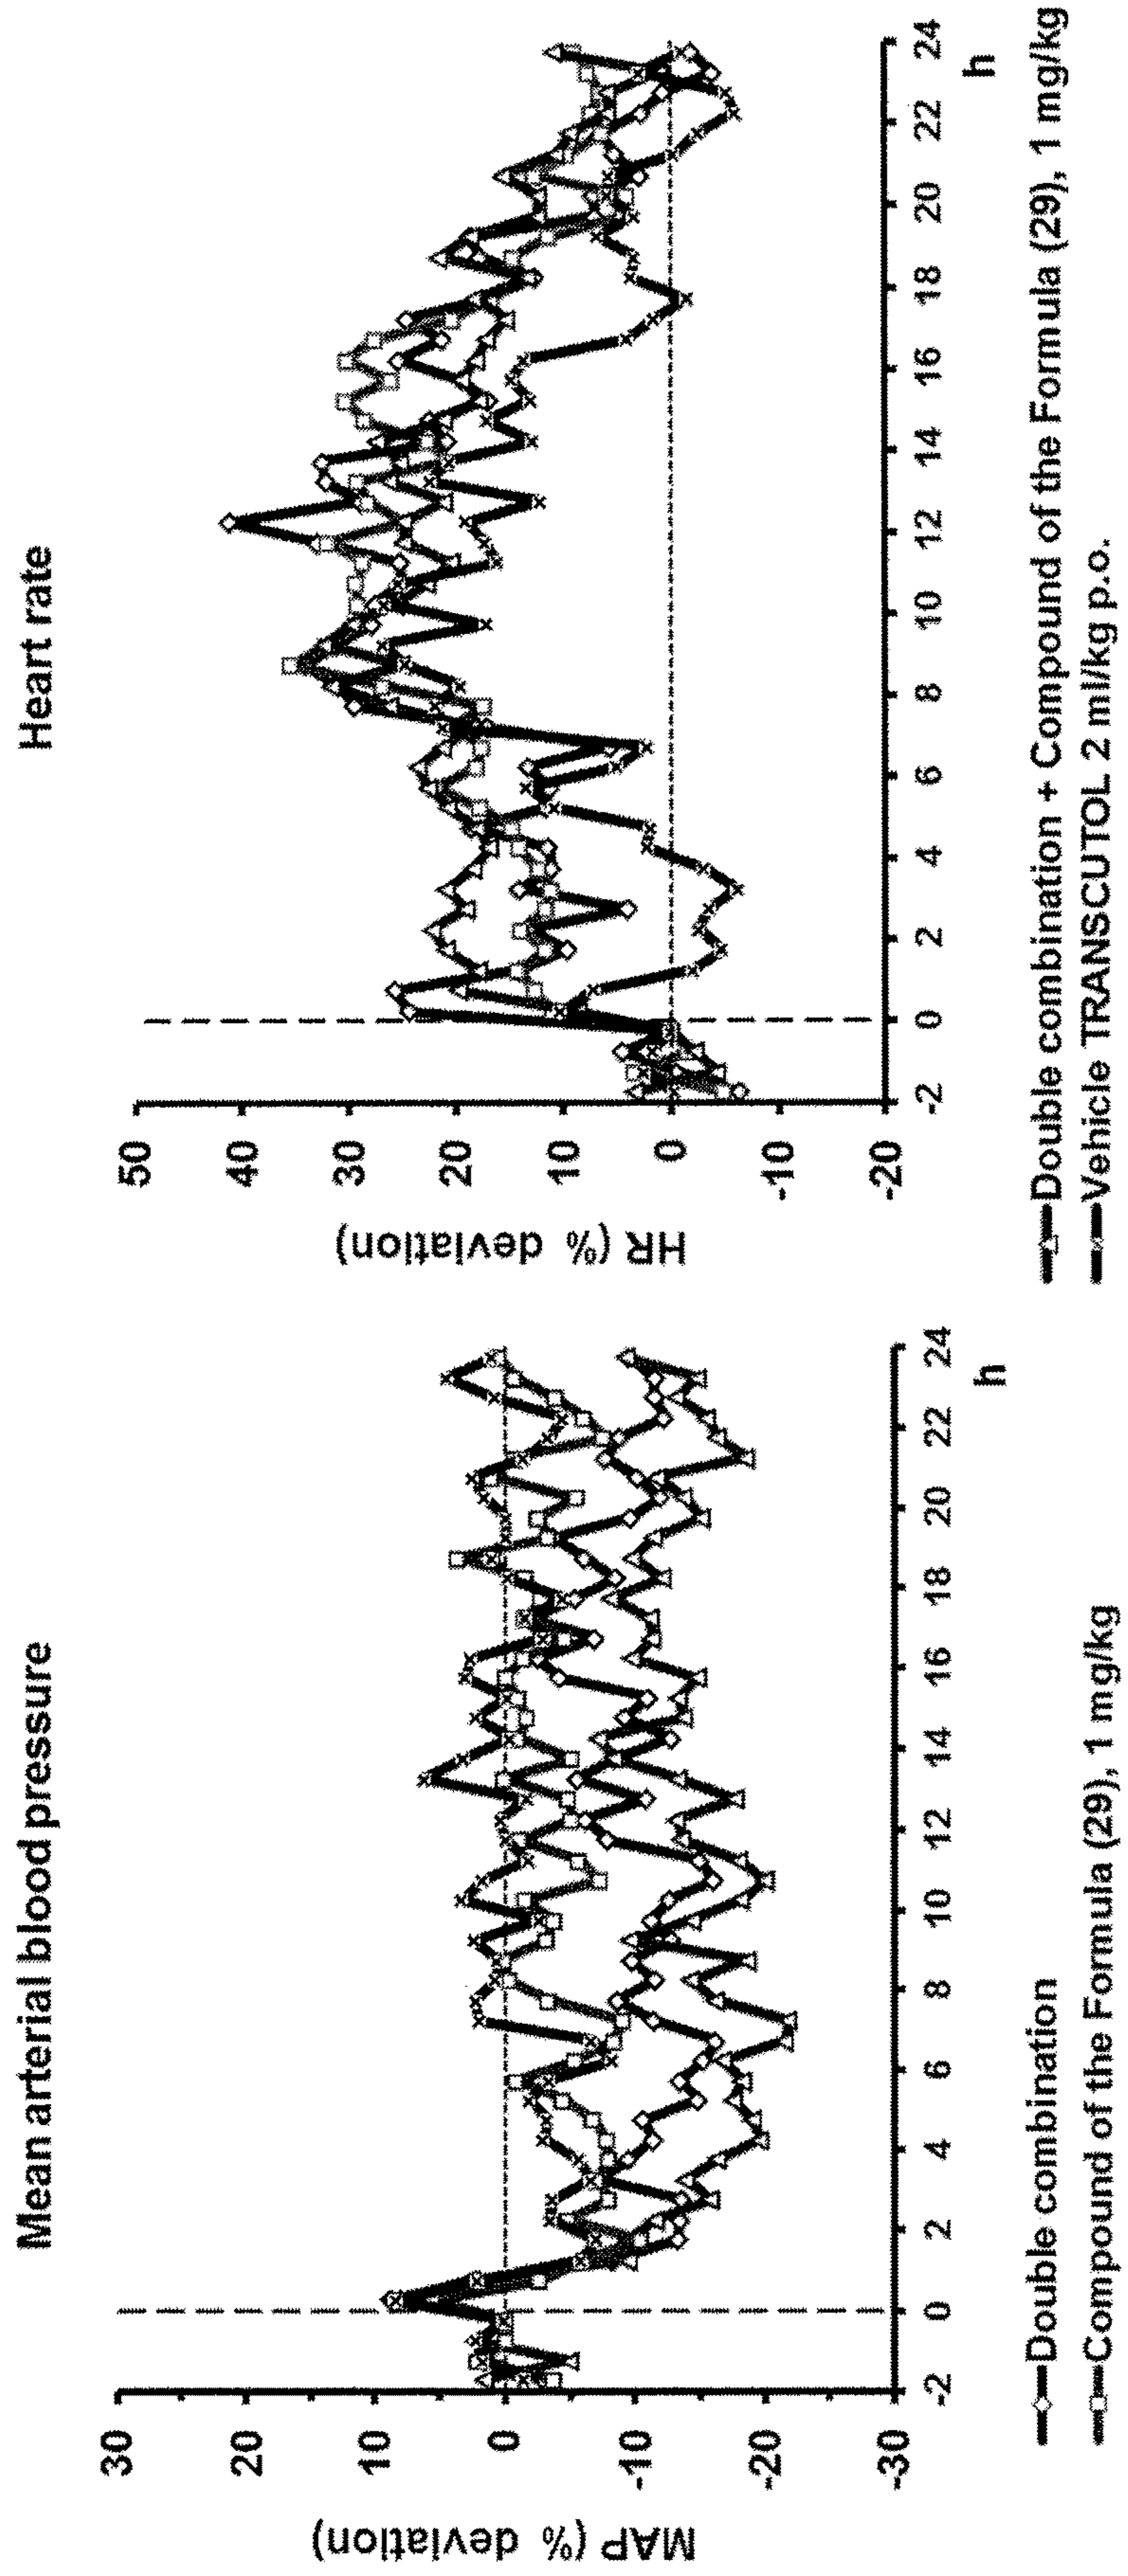 Mean arterial blood pressure
MAP (% deviation)
30
20
10
0
-10
-20
-30
-2 0 2 4 6 8 10 12 14 16 18 20 22 24
h
Heart rate
HR (% deviation)
50
40
30
20
10
0
-10
-20
-2 0 2 4 6 8 10 12 14 16 18 20 22 24
h
Double combination
Double combination + Compound of the Formula (29), 1 mg/kg
Compound of the Formula (29), 1 mg/kg
Vehicle TRANSCUTOL 2 ml/kg p.o.